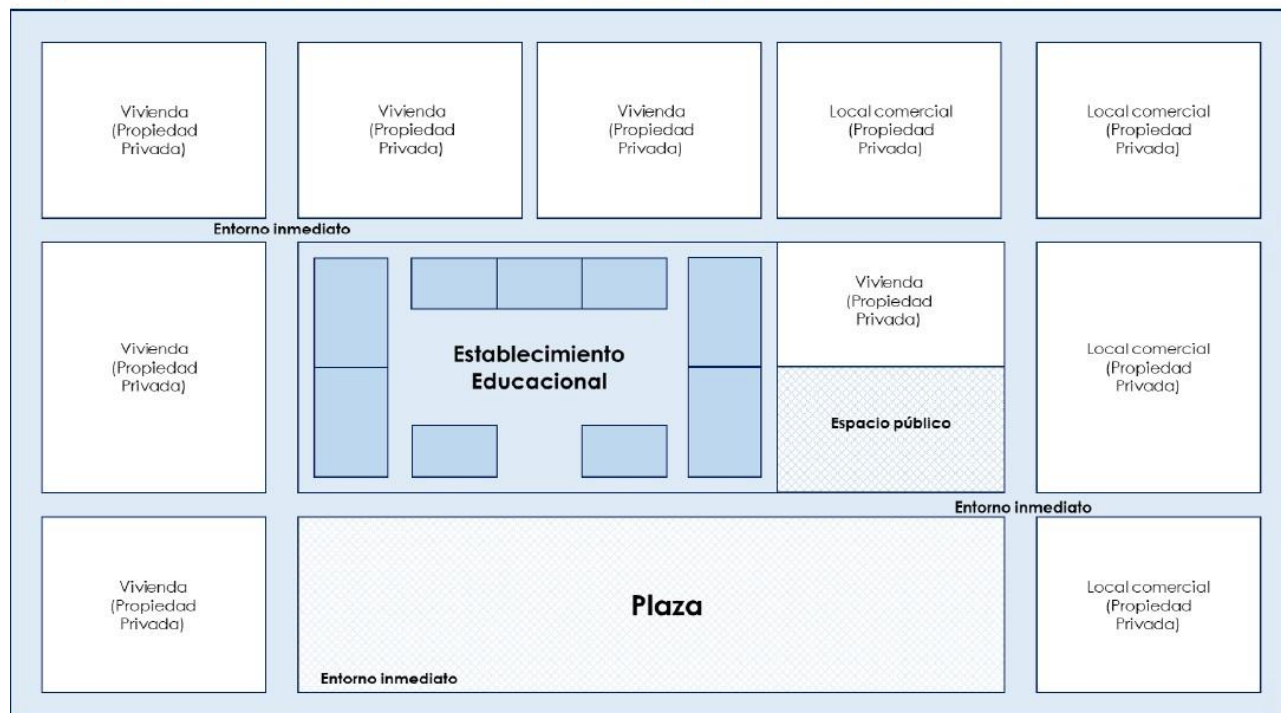 Vivienda
(Propiedad
Privada)
Vivienda
(Propiedad
Privada)
Vivienda
(Propiedad
Privada)
Local comercial
(Propiedad
Privada)
Local comercial
(Propiedad
Privada)
Entorno inmediato
Vivienda
(Propiedad
Privada)
Establecimiento
Educacional
Vivienda
(Propiedad
Privada)
Espacio público
Local comercial
(Propiedad
Privada)
Entorno inmediato
Vivienda
(Propiedad
Privada)
Plaza
Entorno inmediato
Local comercial
(Propiedad
Privada)